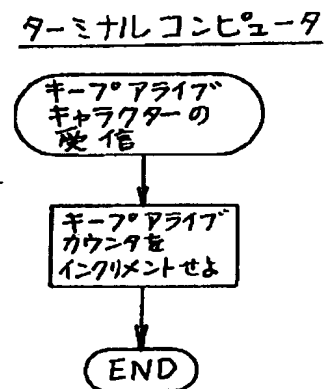 ターミナルコンピュータ
キープアライブ
キャラクターの
受信
キープアライブ
カウンタを
インクリメントせよ
END